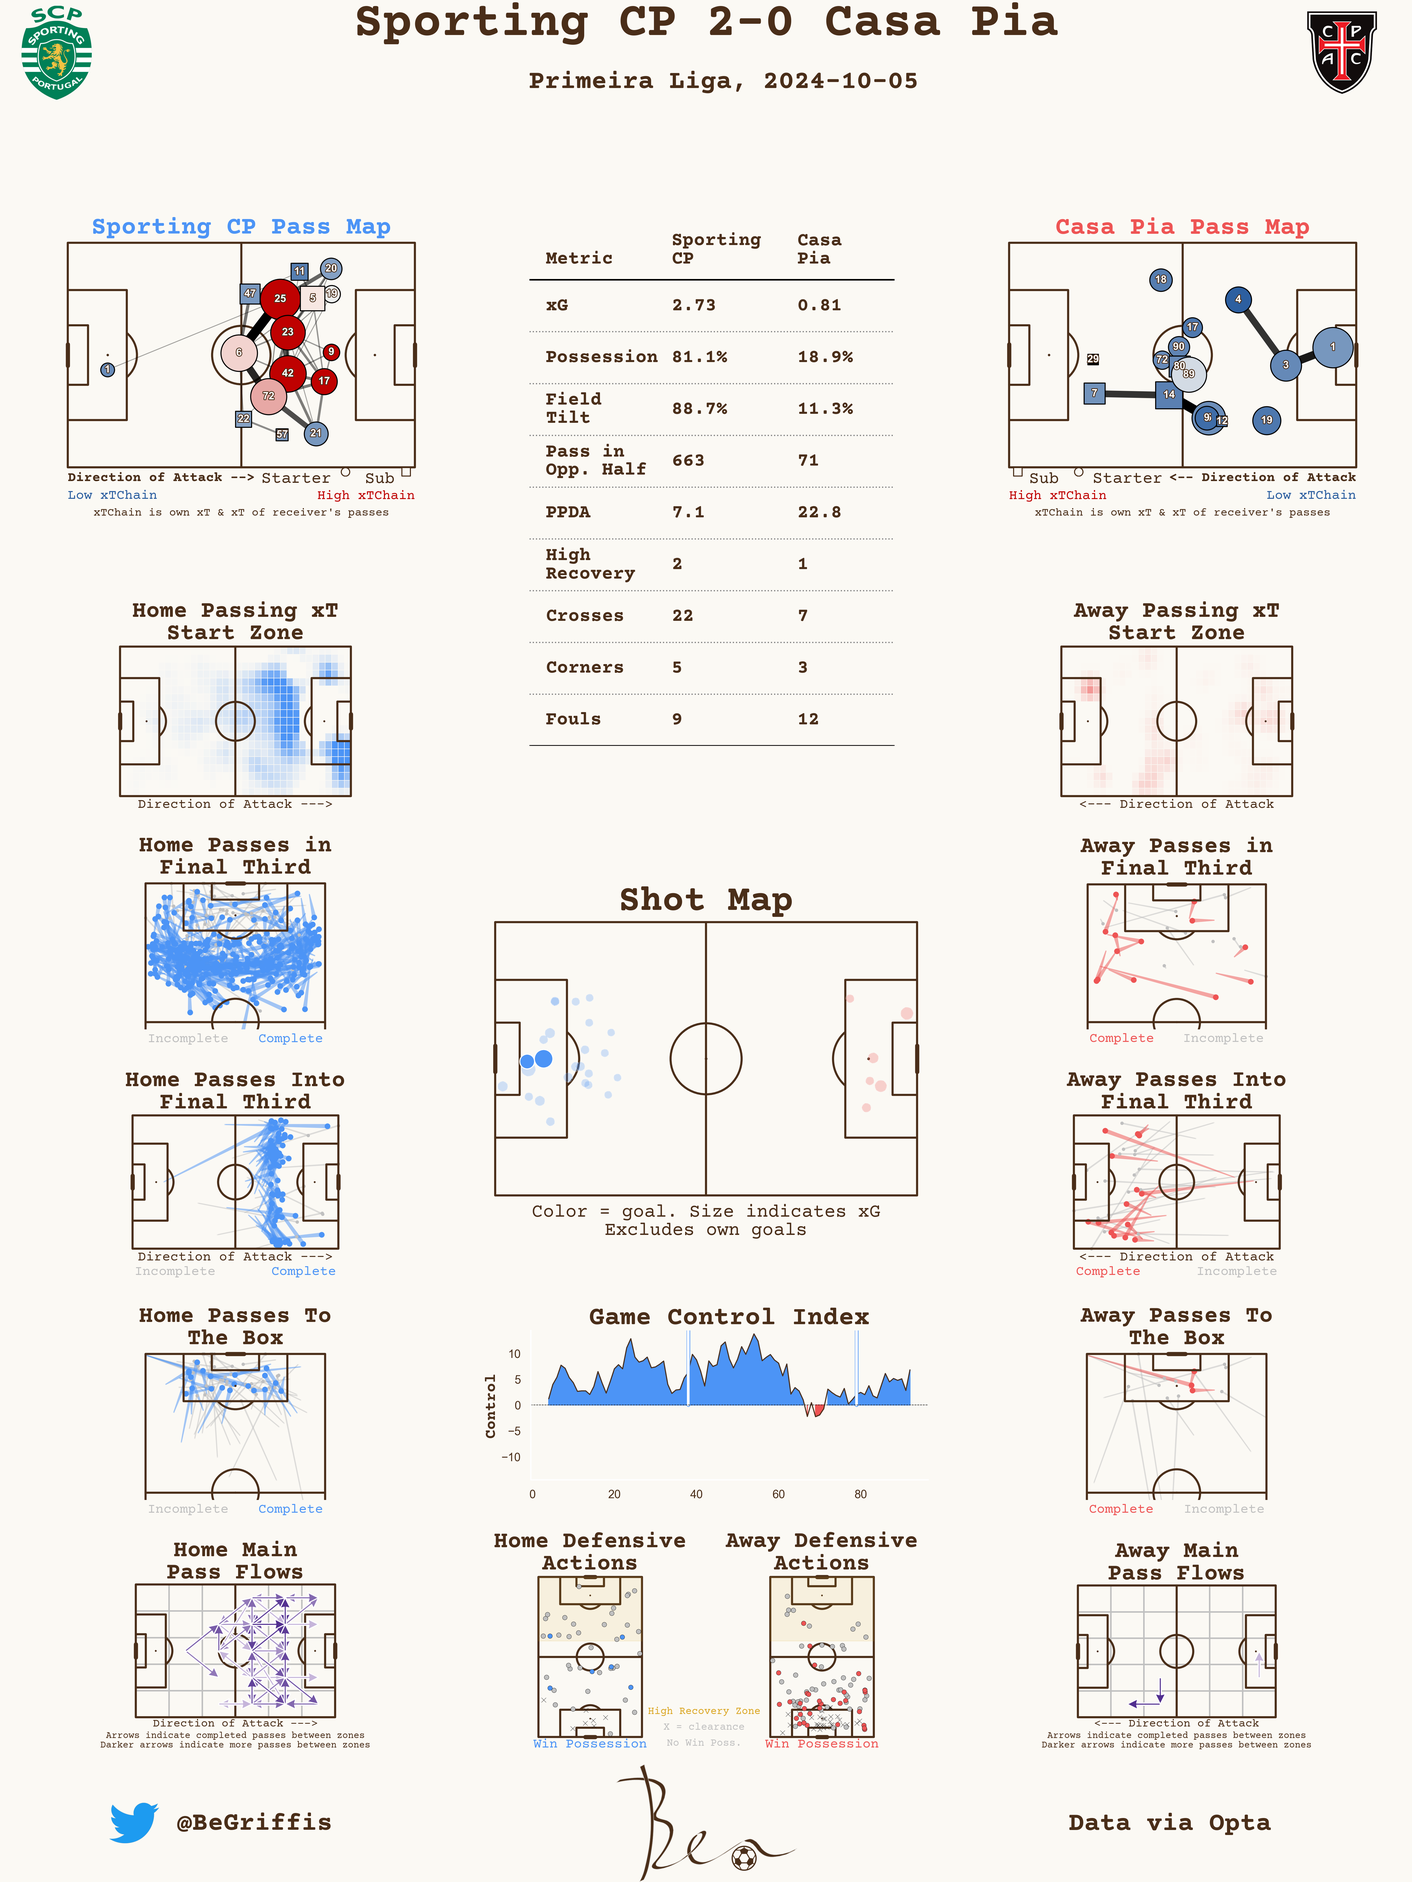 Sporting CP 2-0 Casa Pia
Primeira Liga, 2024-10-05
SCP
SPORTING
PORTUGAL
C P
A C
Sporting CP Pass Map
11
20
47
25
5
19
23
6
9
1
42
17
72
22
57
21
Direction of Attack --> Starter Sub
Low xTChain High xTChain
xTChain is own xT & xT of receiver's passes
Metric Sporting CP Casa Pia
xG 2.73 0.81
Possession 81.1% 18.9%
Field Tilt 88.7% 11.3%
Pass in Opp. Half 663 71
PPDA 7.1 22.8
High Recovery 2 1
Crosses 22 7
Corners 5 3
Fouls 9 12
Casa Pia Pass Map
18
4
17
90
1
29
72
80
89
3
7
14
12
19
Sub Starter <-- Direction of Attack
High xTChain Low xTChain
xTChain is own xT & xT of receiver's passes
Home Passing xT
Start Zone
Direction of Attack --->
Away Passing xT
Start Zone
<--- Direction of Attack
Home Passes in
Final Third
Incomplete Complete
Away Passes in
Final Third
Complete Incomplete
Shot Map
Color = goal. Size indicates xG
Excludes own goals
Home Passes Into
Final Third
Direction of Attack --->
Incomplete Complete
Away Passes Into
Final Third
<--- Direction of Attack
Complete Incomplete
Home Passes To
The Box
Incomplete Complete
Game Control Index
Control
10
5
0
−5
−10
0 20 40 60 80
Away Passes To
The Box
Complete Incomplete
Home Main
Pass Flows
Direction of Attack --->
Arrows indicate completed passes between zones
Darker arrows indicate more passes between zones
Home Defensive
Actions
Win Possession
High Recovery Zone
X = clearance
No Win Poss.
Away Defensive
Actions
Win Possession
Away Main
Pass Flows
<--- Direction of Attack
Arrows indicate completed passes between zones
Darker arrows indicate more passes between zones
@BeGriffis
Ben
Data via Opta